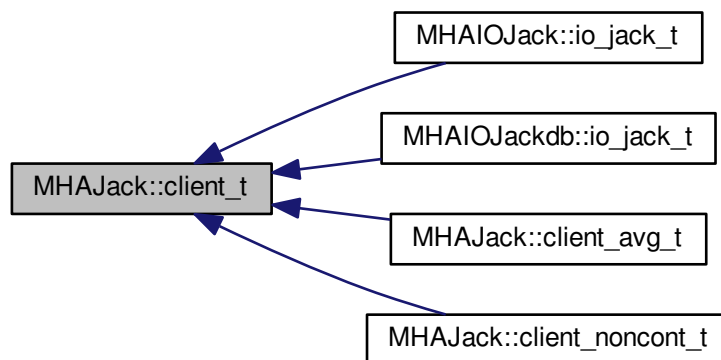 MHAIOJack::io_jack_t
MHAIOJackdb::io_jack_t
MHAJack::client_t
MHAJack::client_avg_t
MHAJack::client_noncont_t